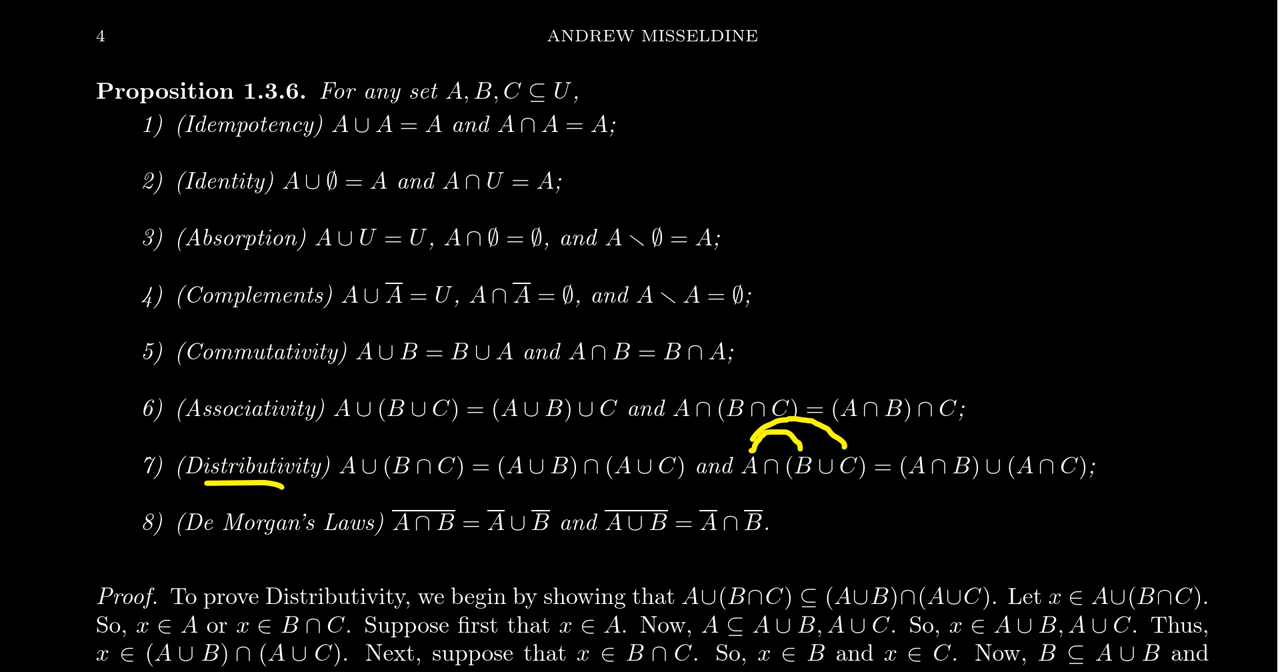 4
ANDREW MISSELDINE
Proposition 1.3.6. For any set A, B, C ⊆ U,
1) (Idempotency) A ∪ A = A and A ∩ A = A;
2) (Identity) A ∪ ∅ = A and A ∩ U = A;
3) (Absorption) A ∪ U = U, A ∩ ∅ = ∅, and A ∖ ∅ = A;
4) (Complements) A ∪ A̅ = U, A ∩ A̅ = ∅, and A ∖ A = ∅;
5) (Commutativity) A ∪ B = B ∪ A and A ∩ B = B ∩ A;
6) (Associativity) A ∪ (B ∪ C) = (A ∪ B) ∪ C and A ∩ (B ∩ C) = (A ∩ B) ∩ C;
7) (Distributivity) A ∪ (B ∩ C) = (A ∪ B) ∩ (A ∪ C) and A ∩ (B ∪ C) = (A ∩ B) ∪ (A ∩ C);
8) (De Morgan's Laws) A̅ ̅∩̅ ̅B̅ = A̅ ∪ B̅ and A̅ ̅∪̅ ̅B̅ = A̅ ∩ B̅.
Proof. To prove Distributivity, we begin by showing that A∪(B∩C) ⊆ (A∪B)∩(A∪C). Let x ∈ A∪(B∩C).
So, x ∈ A or x ∈ B ∩ C. Suppose first that x ∈ A. Now, A ⊆ A ∪ B, A ∪ C. So, x ∈ A ∪ B, A ∪ C. Thus,
x ∈ (A ∪ B) ∩ (A ∪ C). Next, suppose that x ∈ B ∩ C. So, x ∈ B and x ∈ C. Now, B ⊆ A ∪ B and